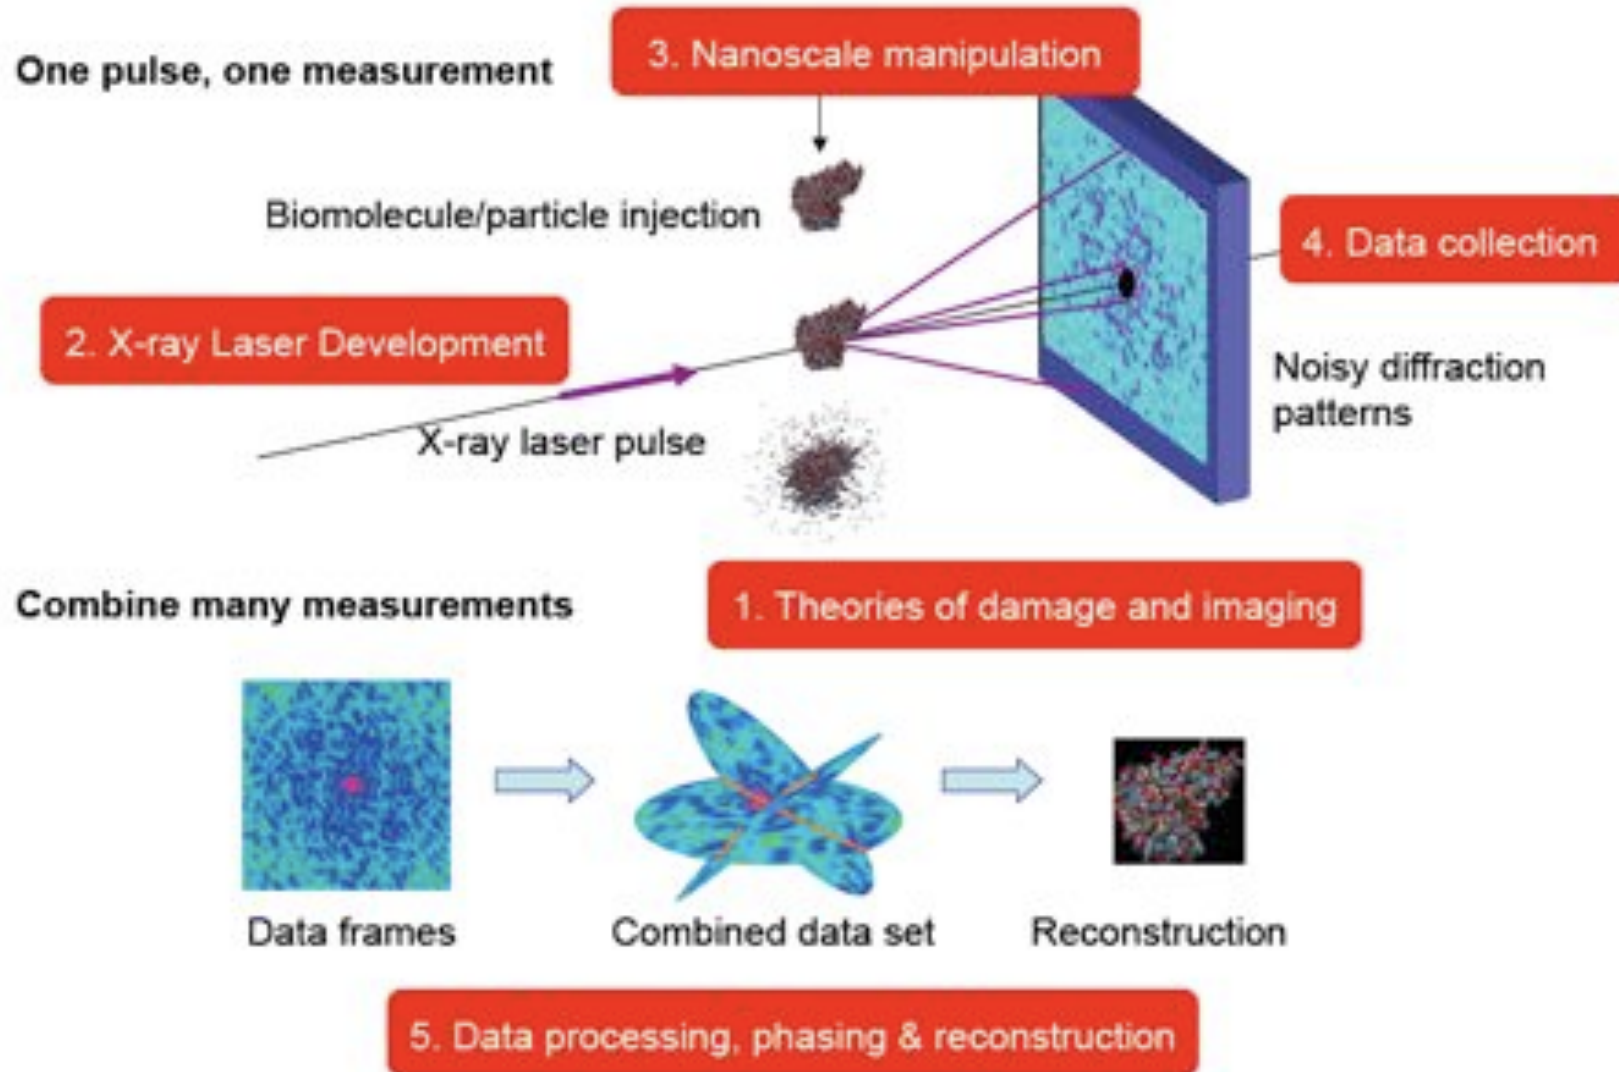 3. Nanoscale manipulation
One pulse, one measurement
Biomolecule/particle injection
4. Data collection
2. X-ray Laser Development
Noisy diffraction
patterns
X-ray laser pulse
Combine many measurements
1. Theories of damage and imaging
Data frames
Combined data set
Reconstruction
5. Data processing, phasing & reconstruction